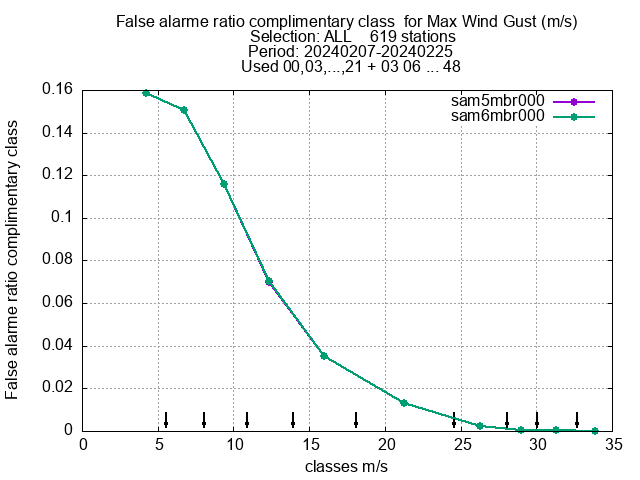 False alarme ratio complimentary class  for Max Wind Gust (m/s)
Selection: ALL    619 stations
Period: 20240207-20240225
Used 00,03,...,21 + 03 06 ... 48
sam5mbr000
sam6mbr000
0.16
0.14
0.12
0.1
0.08
0.06
0.04
0.02
0
False alarme ratio complimentary class
0 5 10 15 20 25 30 35
classes m/s